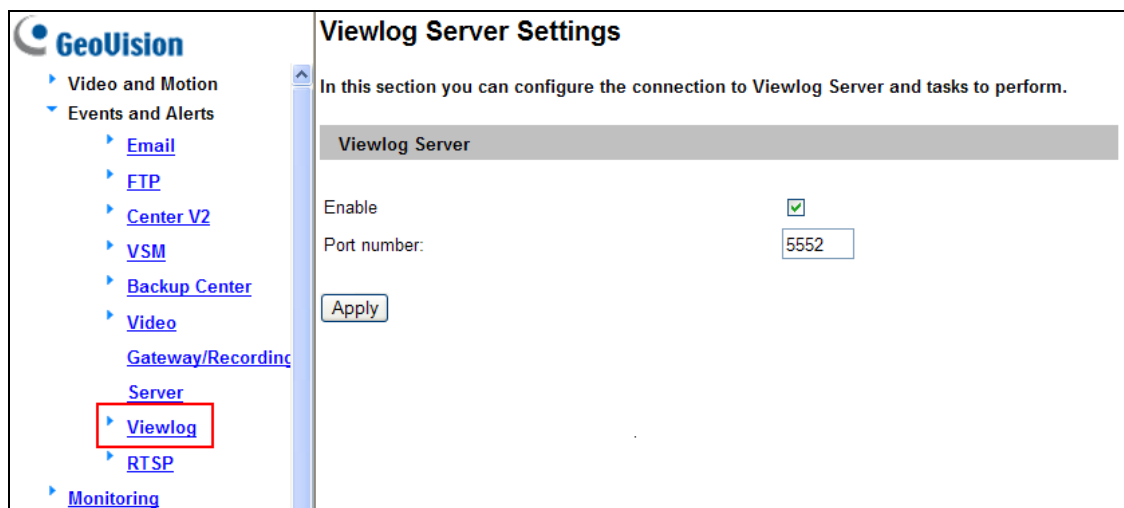 GeoVision
Video and Motion
Events and Alerts
Email
FTP
Center V2
VSM
Backup Center
Video
Gateway/Recording
Server
Viewlog
RTSP
Monitoring
Viewlog Server Settings
In this section you can configure the connection to Viewlog Server and tasks to perform.
Viewlog Server
Enable
Port number: 5552
Apply